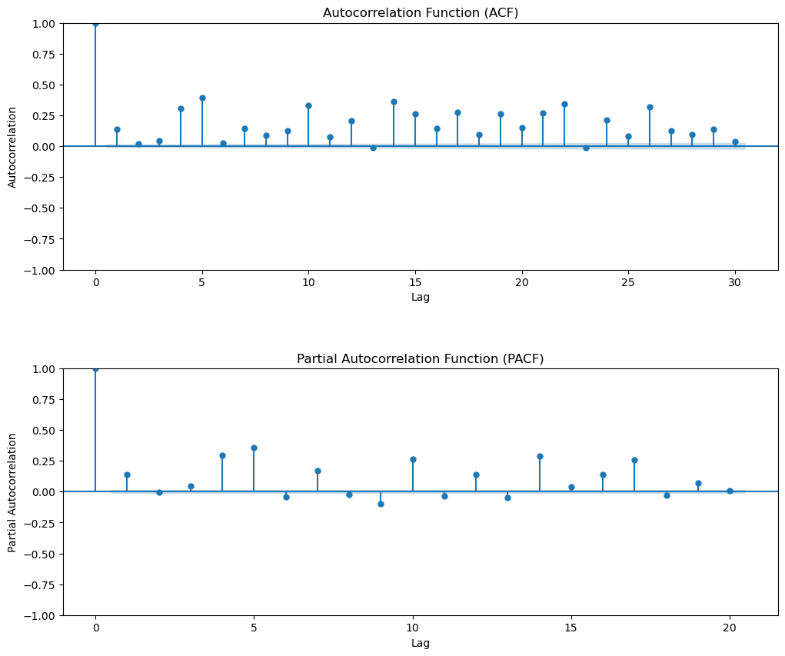 Autocorrelation Function (ACF)
1.00
0.75
0.50
0.25
0.00
−0.25
−0.50
−0.75
−1.00
Autocorrelation
0 5 10 15 20 25 30
Lag
Partial Autocorrelation Function (PACF)
1.00
0.75
0.50
0.25
0.00
−0.25
−0.50
−0.75
−1.00
Partial Autocorrelation
0 5 10 15 20
Lag